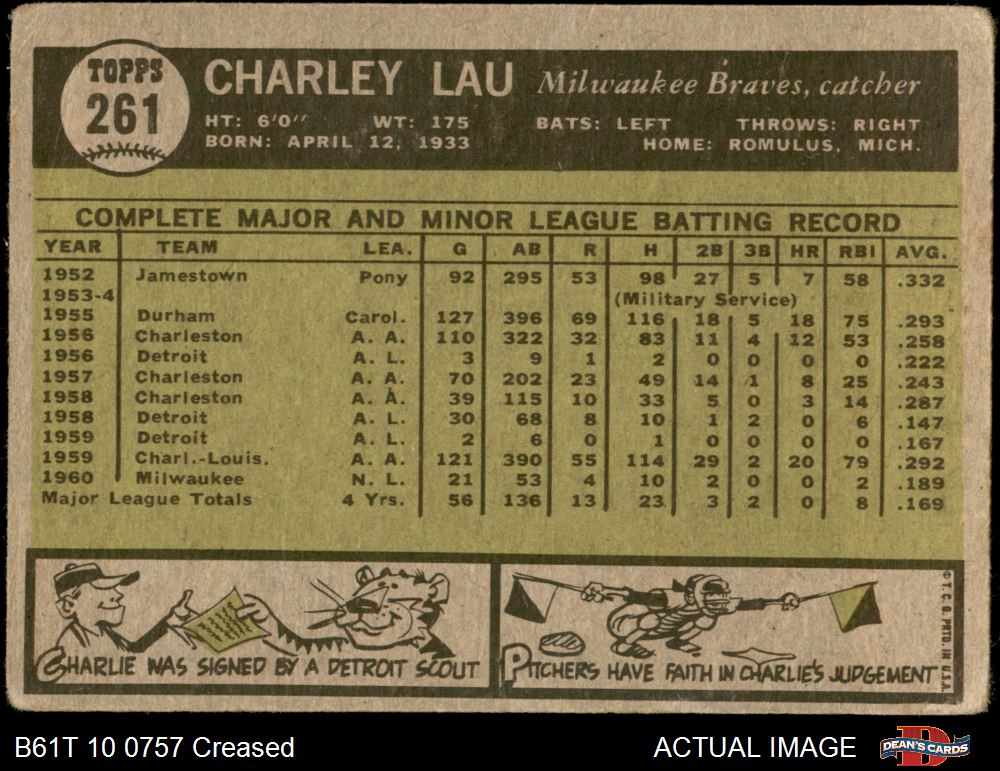 TOPPS
261
CHARLEY LAU Milwaukee Braves, catcher
HT: 6'0" WT: 175 BATS: LEFT THROWS: RIGHT
BORN: APRIL 12, 1933 HOME: ROMULUS, MICH.
COMPLETE MAJOR AND MINOR LEAGUE BATTING RECORD
YEAR TEAM LEA. G AB R H 2B 3B HR RBI AVG.
1952 Jamestown Pony 92 295 53 98 27 5 7 58 .332
1953-4 (Military Service)
1955 Durham Carol. 127 396 69 116 18 5 18 75 .293
1956 Charleston A. A. 110 322 32 83 11 4 12 53 .258
1956 Detroit A. L. 3 9 1 2 0 0 0 0 .222
1957 Charleston A. A. 70 202 23 49 14 1 8 25 .243
1958 Charleston A. A. 39 115 10 33 5 0 3 14 .287
1958 Detroit A. L. 30 68 8 10 1 2 0 6 .147
1959 Detroit A. L. 2 6 0 1 0 0 0 0 .167
1959 Charl.-Louis. A. A. 121 390 55 114 29 2 20 79 .292
1960 Milwaukee N. L. 21 53 4 10 2 0 0 2 .189
Major League Totals 4 Yrs. 56 136 13 23 3 2 0 8 .169
CHARLIE WAS SIGNED BY A DETROIT SCOUT
PITCHERS HAVE FAITH IN CHARLIE'S JUDGEMENT
© T. C. G. PRTD. IN U.S.A.
B61T 10 0757 Creased
ACTUAL IMAGE
DEAN'S CARDS